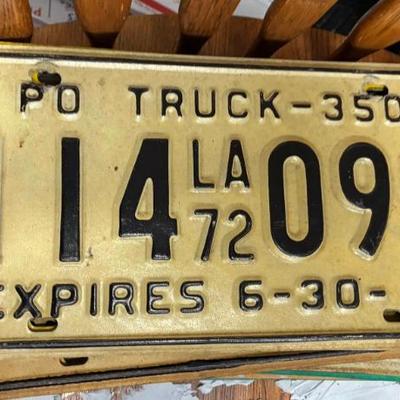 PO TRUCK-350
14 LA 72 09
EXPIRES 6-30-